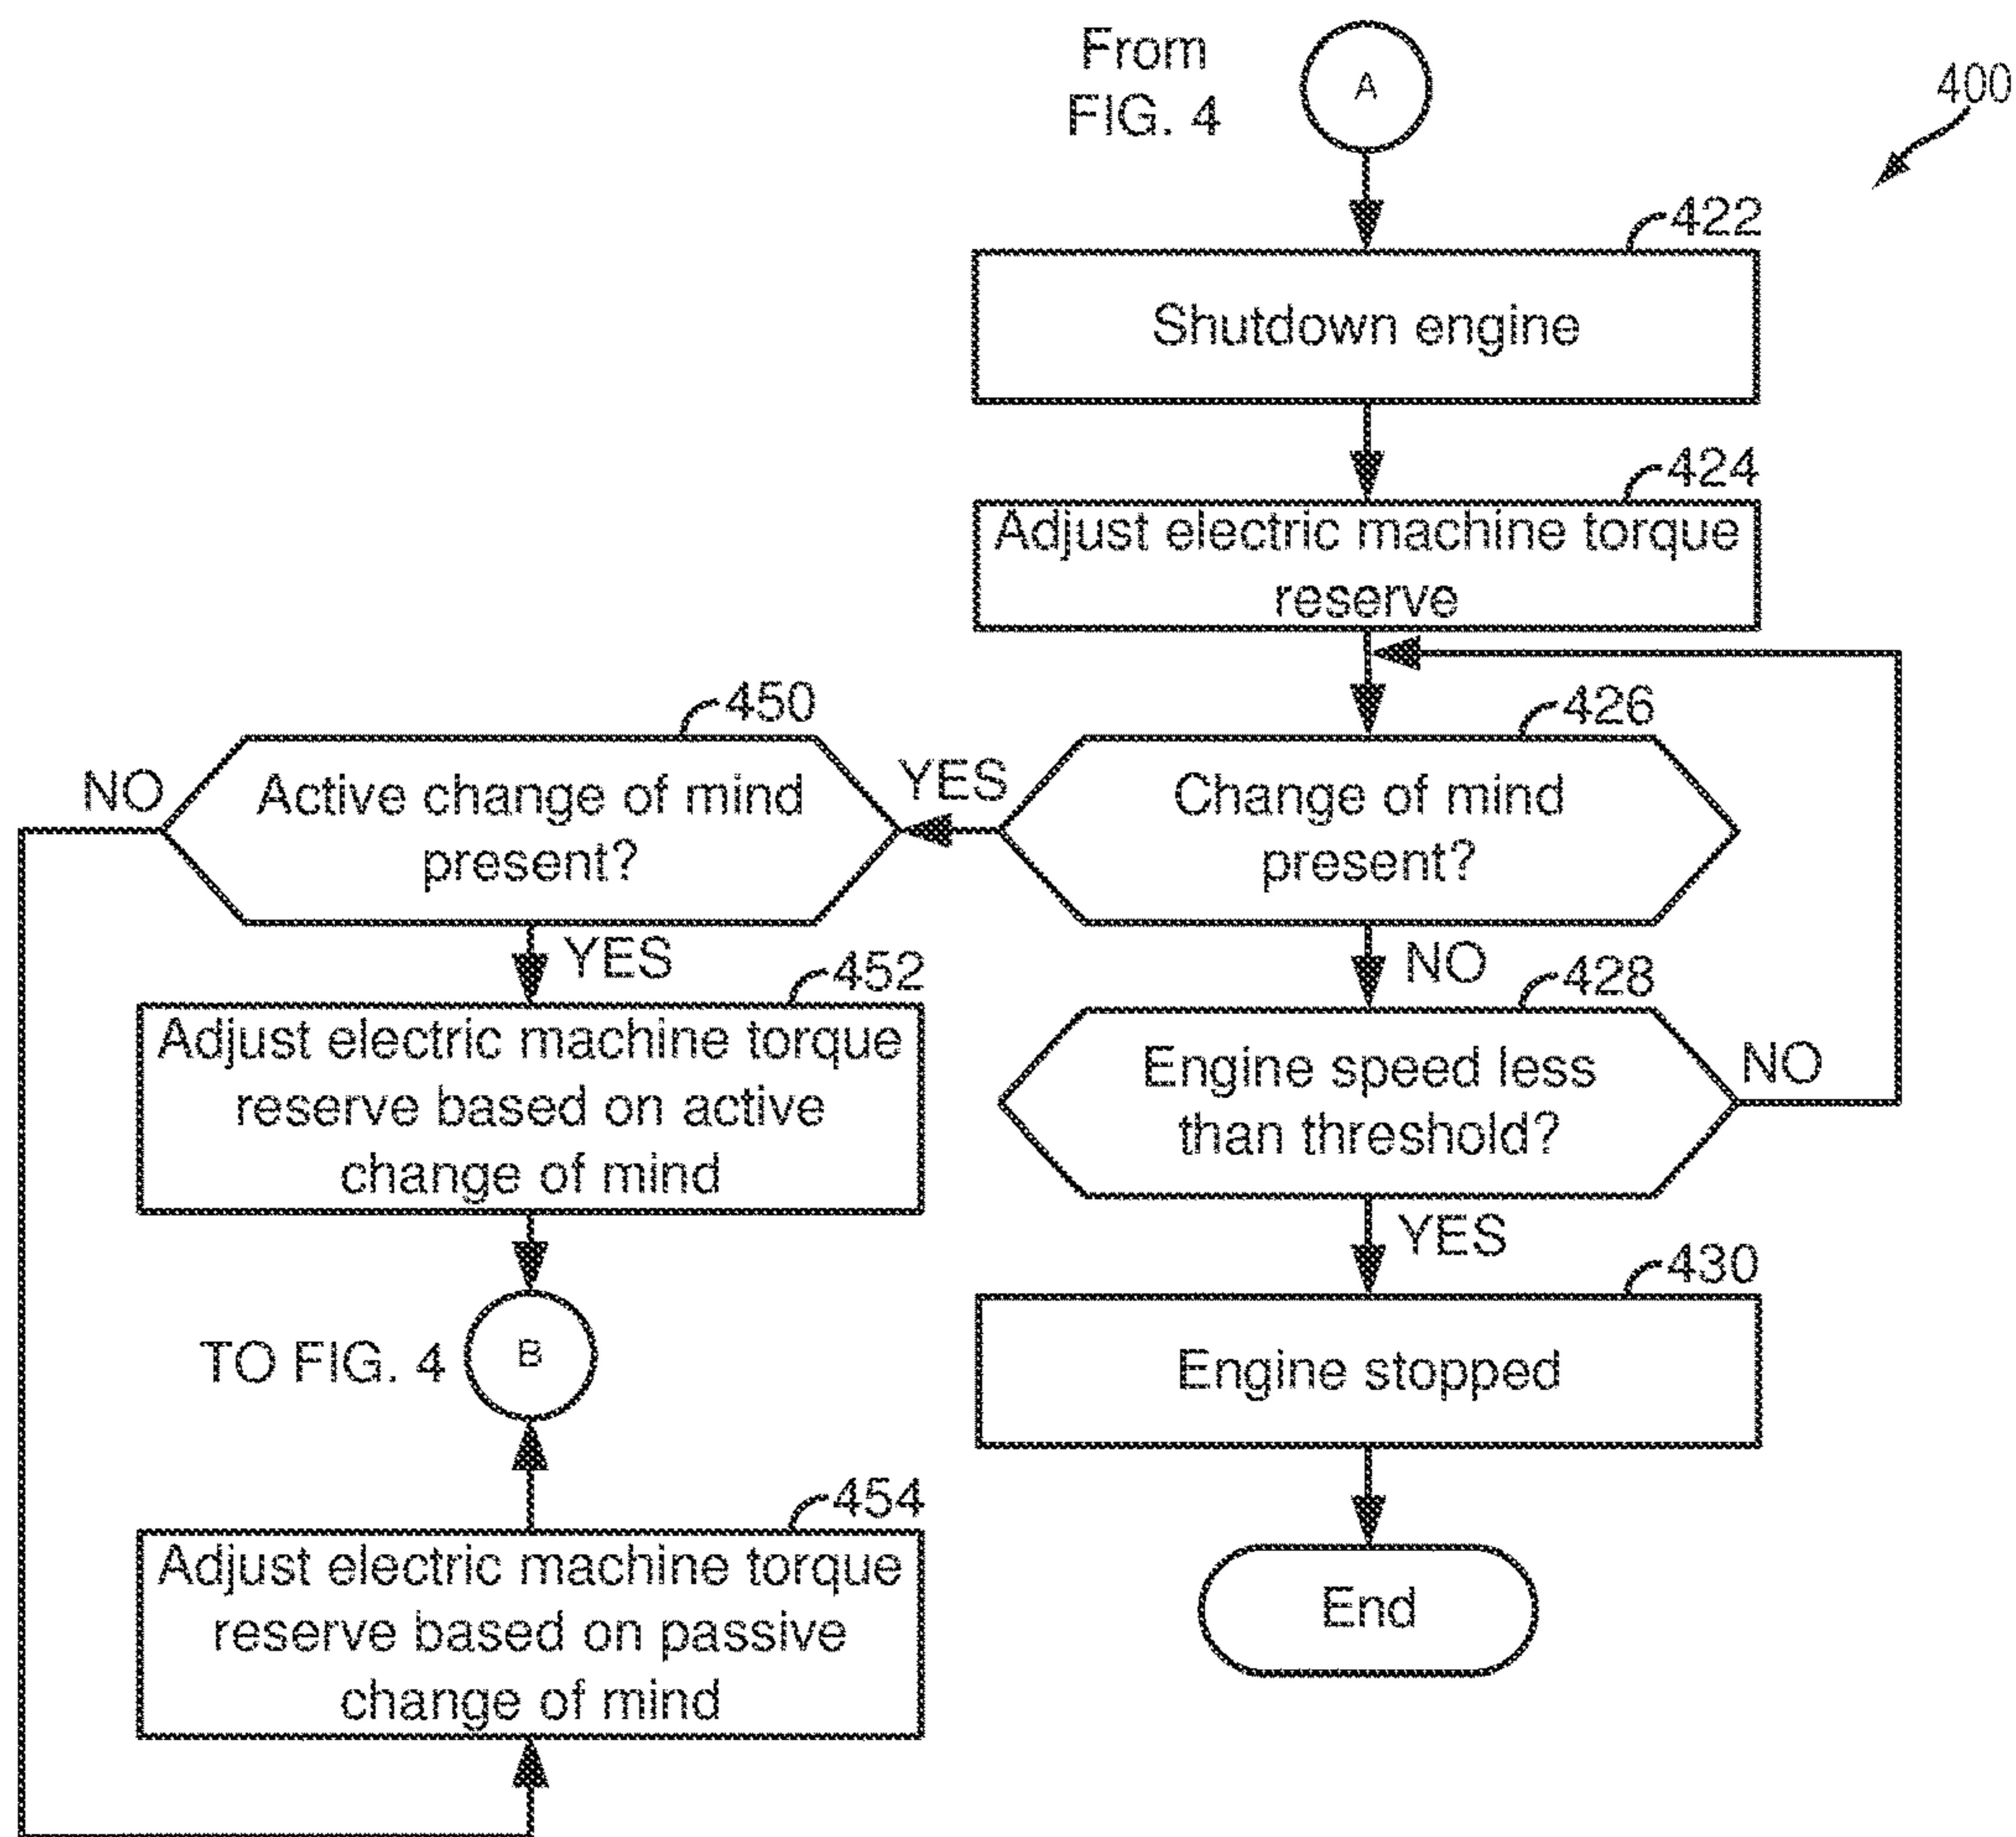 From
FIG. 4
A
400
422
Shutdown engine
424
Adjust electric machine torque
reserve
450
Active change of mind
present?
NO
YES
426
Change of mind
present?
YES
NO
452
Adjust electric machine torque
reserve based on active
change of mind
428
Engine speed less
than threshold?
NO
YES
TO FIG. 4
B
430
Engine stopped
454
Adjust electric machine torque
reserve based on passive
change of mind
End